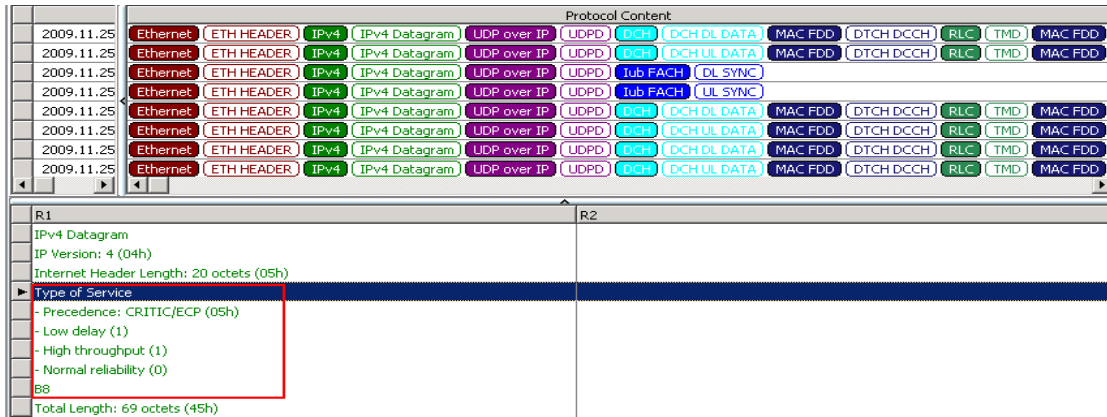 Protocol Content
2009.11.25 Ethernet ETH HEADER IPv4 IPv4 Datagram UDP over IP UDPD DCH DCH DL DATA MAC FDD DTCH DCCH RLC TMD MAC FDD
2009.11.25 Ethernet ETH HEADER IPv4 IPv4 Datagram UDP over IP UDPD DCH DCH DL DATA MAC FDD DTCH DCCH RLC TMD MAC FDD
2009.11.25 Ethernet ETH HEADER IPv4 IPv4 Datagram UDP over IP UDPD Iub FACH DL SYNC
2009.11.25 Ethernet ETH HEADER IPv4 IPv4 Datagram UDP over IP UDPD Iub FACH UL SYNC
2009.11.25 Ethernet ETH HEADER IPv4 IPv4 Datagram UDP over IP UDPD DCH DCH UL DATA MAC FDD DTCH DCCH RLC TMD MAC FDD
2009.11.25 Ethernet ETH HEADER IPv4 IPv4 Datagram UDP over IP UDPD DCH DCH UL DATA MAC FDD DTCH DCCH RLC TMD MAC FDD
2009.11.25 Ethernet ETH HEADER IPv4 IPv4 Datagram UDP over IP UDPD DCH DCH UL DATA MAC FDD DTCH DCCH RLC TMD MAC FDD
2009.11.25 Ethernet ETH HEADER IPv4 IPv4 Datagram UDP over IP UDPD DCH DCH UL DATA MAC FDD DTCH DCCH RLC TMD MAC FDD
R1 R2
IPv4 Datagram
IP Version: 4 (04h)
Internet Header Length: 20 octets (05h)
Type of Service
- Precedence: CRITIC/ECP (05h)
- Low delay (1)
- High throughput (1)
- Normal reliability (0)
B8
Total Length: 69 octets (45h)